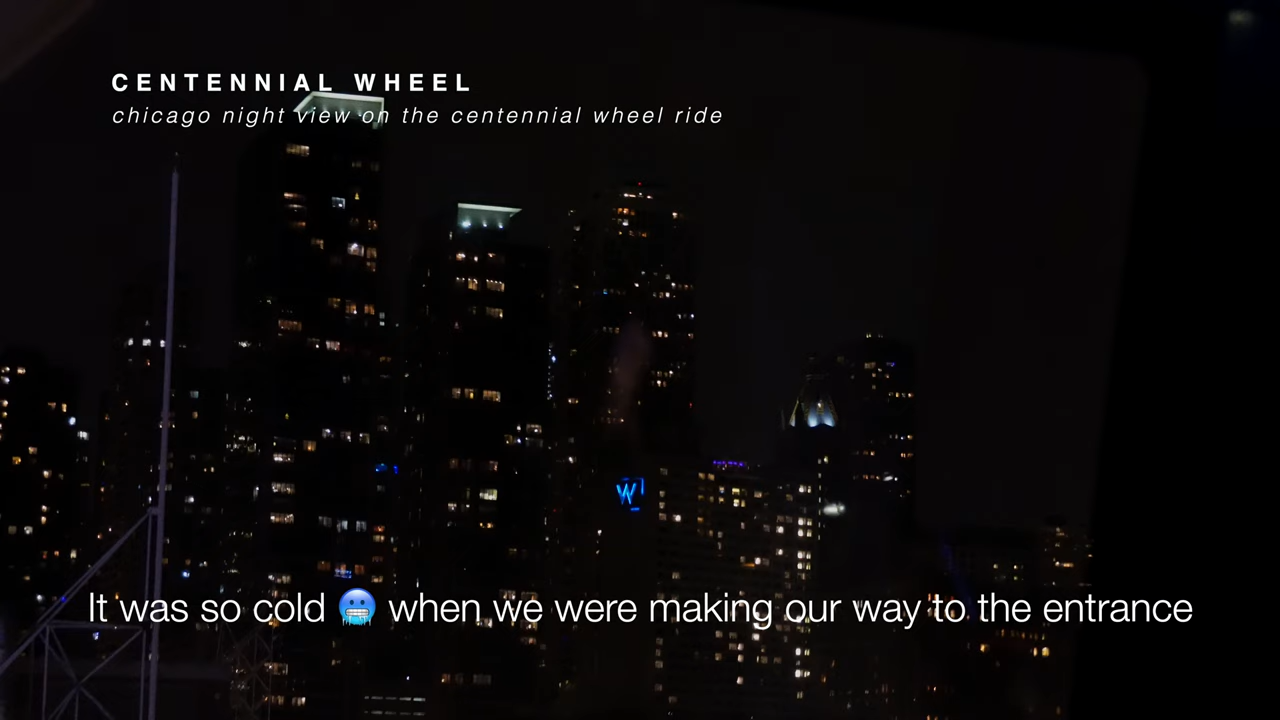 CENTENNIAL WHEEL
chicago night view on the centennial wheel ride
W
It was so cold 🥶 when we were making our way to the entrance